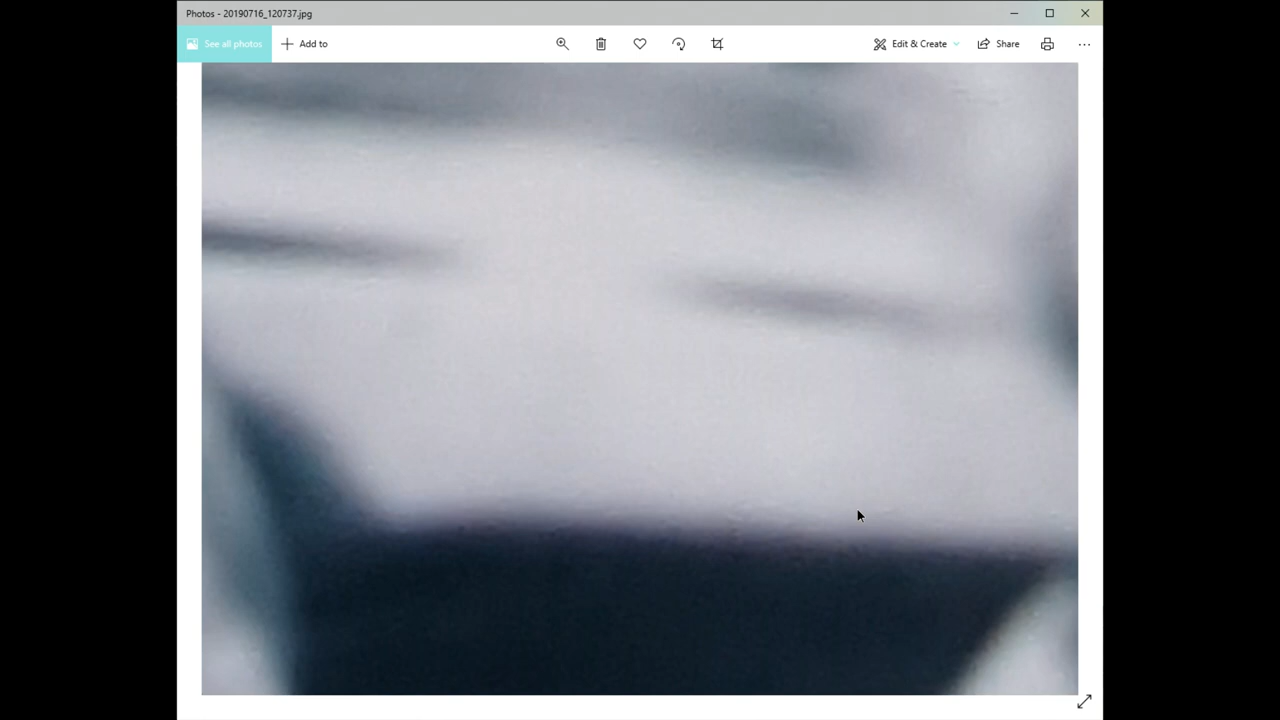 Photos - 20190716_120737.jpg
See all photos
Add to
Edit & Create
Share